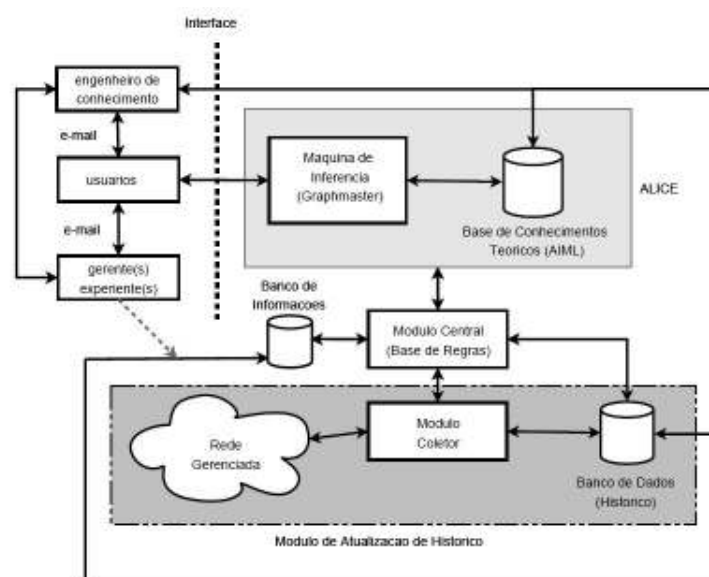 Interface
engenheiro de
conhecimento
e-mail
usuarios
e-mail
gerente(s)
experiente(s)
Maquina de
Inferencia
(Graphmaster)
Base de Conhecimentos
Teoricos (AIML)
ALICE
Banco de
Informacoes
Modulo Central
(Base de Regras)
Rede
Gerenciada
Modulo
Coletor
Banco de Dados
(Historico)
Modulo de Atualizacao de Historico